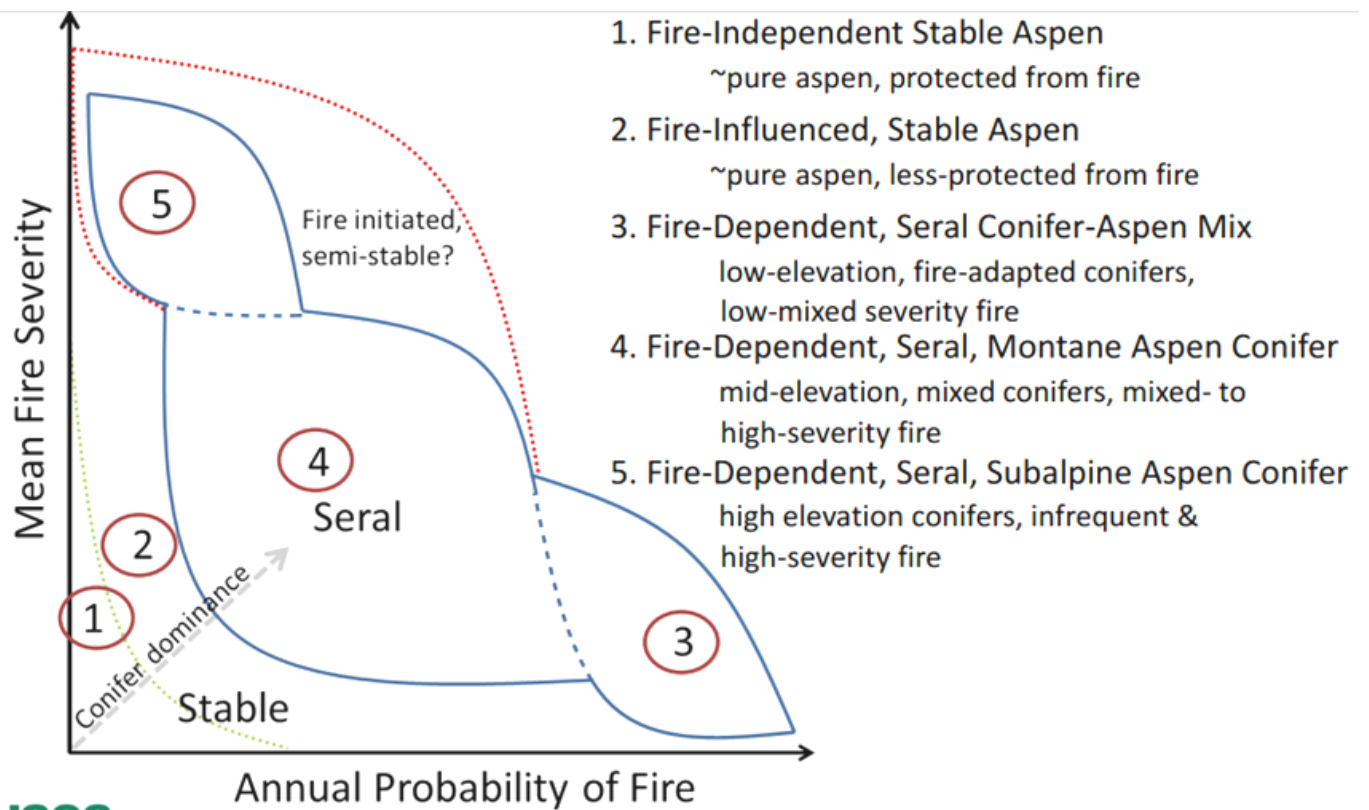 1. Fire-Independent Stable Aspen
~pure aspen, protected from fire
2. Fire-Influenced, Stable Aspen
~pure aspen, less-protected from fire
3. Fire-Dependent, Seral Conifer-Aspen Mix
low-elevation, fire-adapted conifers,
low-mixed severity fire
4. Fire-Dependent, Seral, Montane Aspen Conifer
mid-elevation, mixed conifers, mixed- to
high-severity fire
5. Fire-Dependent, Seral, Subalpine Aspen Conifer
high elevation conifers, infrequent &
high-severity fire
Mean Fire Severity
5
Fire initiated,
semi-stable?
4
Seral
2
1
3
Conifer dominance
Stable
Annual Probability of Fire